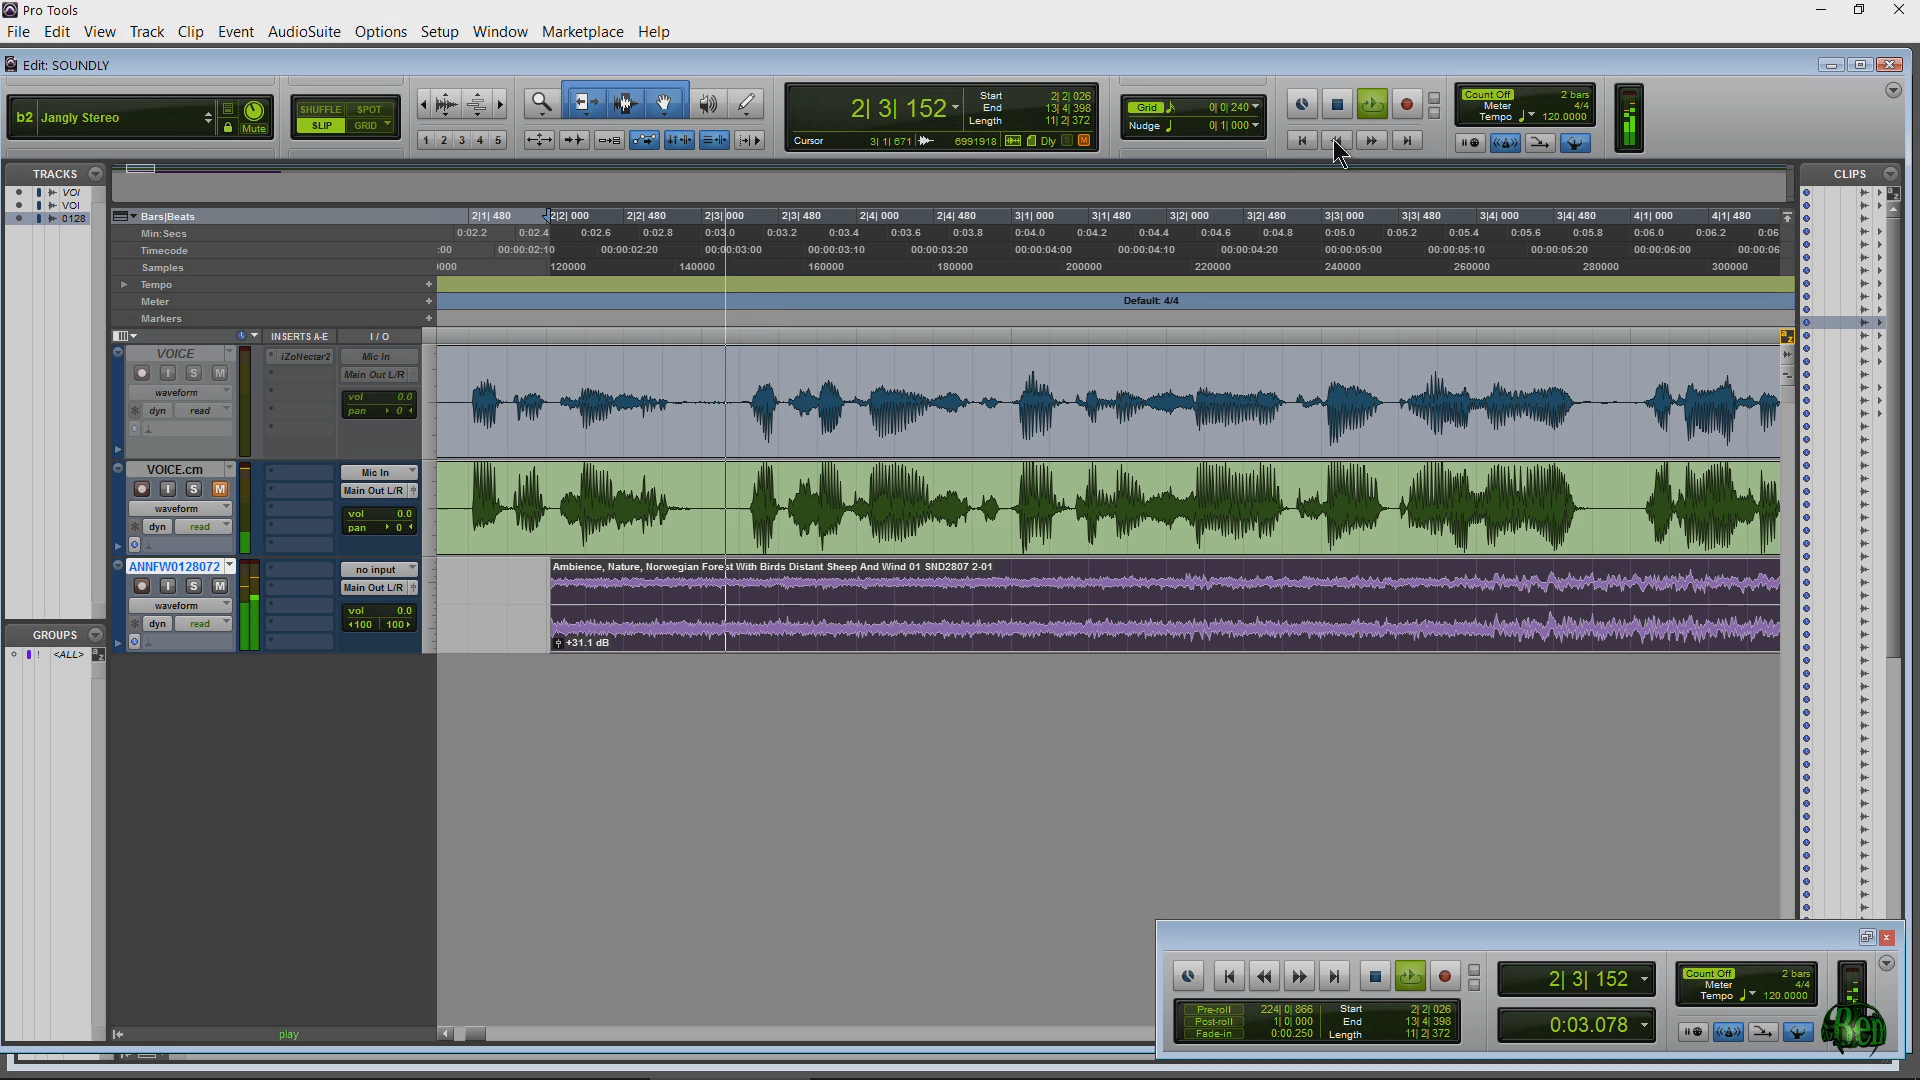 Pro Tools
File Edit View Track Clip Event AudioSuite Options Setup Window Marketplace Help
Edit: SOUNDLY
b2 Jangly Stereo Mute
SHUFFLE SPOT
SLIP GRID
1 2 3 4 5
2| 3| 152
Start 2| 2| 026
End 13| 4| 398
Length 11| 2| 372
Cursor 3| 1| 671 6991918 Dly S M
Grid 0| 0| 240
Nudge 0| 1| 000
Count Off 2 bars
Meter 4/4
Tempo 120.0000
TRACKS
VOI
VOI
0128
CLIPS
Bars|Beats 2|1| 480 2|2| 000 2|2| 480 2|3| 000 2|3| 480 2|4| 000 2|4| 480 3|1| 000 3|1| 480 3|2| 000 3|2| 480 3|3| 000 3|3| 480 3|4| 000 3|4| 480 4|1| 000 4|1| 480
Min:Secs 0:02.2 0:02.4 0:02.6 0:02.8 0:03.0 0:03.2 0:03.4 0:03.6 0:03.8 0:04.0 0:04.2 0:04.4 0:04.6 0:04.8 0:05.0 0:05.2 0:05.4 0:05.6 0:05.8 0:06.0 0:06.2 0:06
Timecode :00 00:00:02:10 00:00:02:20 00:00:03:00 00:00:03:10 00:00:03:20 00:00:04:00 00:00:04:10 00:00:04:20 00:00:05:00 00:00:05:10 00:00:05:20 00:00:06:00 00:00:06
Samples 000 120000 140000 160000 180000 200000 220000 240000 260000 280000 300000
Tempo +
Meter + Default: 4/4
Markers +
INSERTS A-E I / O
VOICE iZoNectar2 Mic In
I S M Main Out L/R
waveform vol 0.0
dyn read pan 0
VOICE.cm Mic In
I S M Main Out L/R
waveform vol 0.0
dyn read pan 0
ANNFW0128072 no input
I S M Main Out L/R
waveform vol 0.0
dyn read 100 100
Ambience, Nature, Norwegian Forest With Birds Distant Sheep And Wind 01 SND2807 2-01
+31.1 dB
GROUPS
! <ALL>
play
Pre-roll 224| 0| 866 Start 2| 2| 026
Post-roll 1| 0| 000 End 13| 4| 398
Fade-in 0:00.250 Length 11| 2| 372
2| 3| 152
0:03.078
Count Off 2 bars
Meter 4/4
Tempo 120.0000
Ben